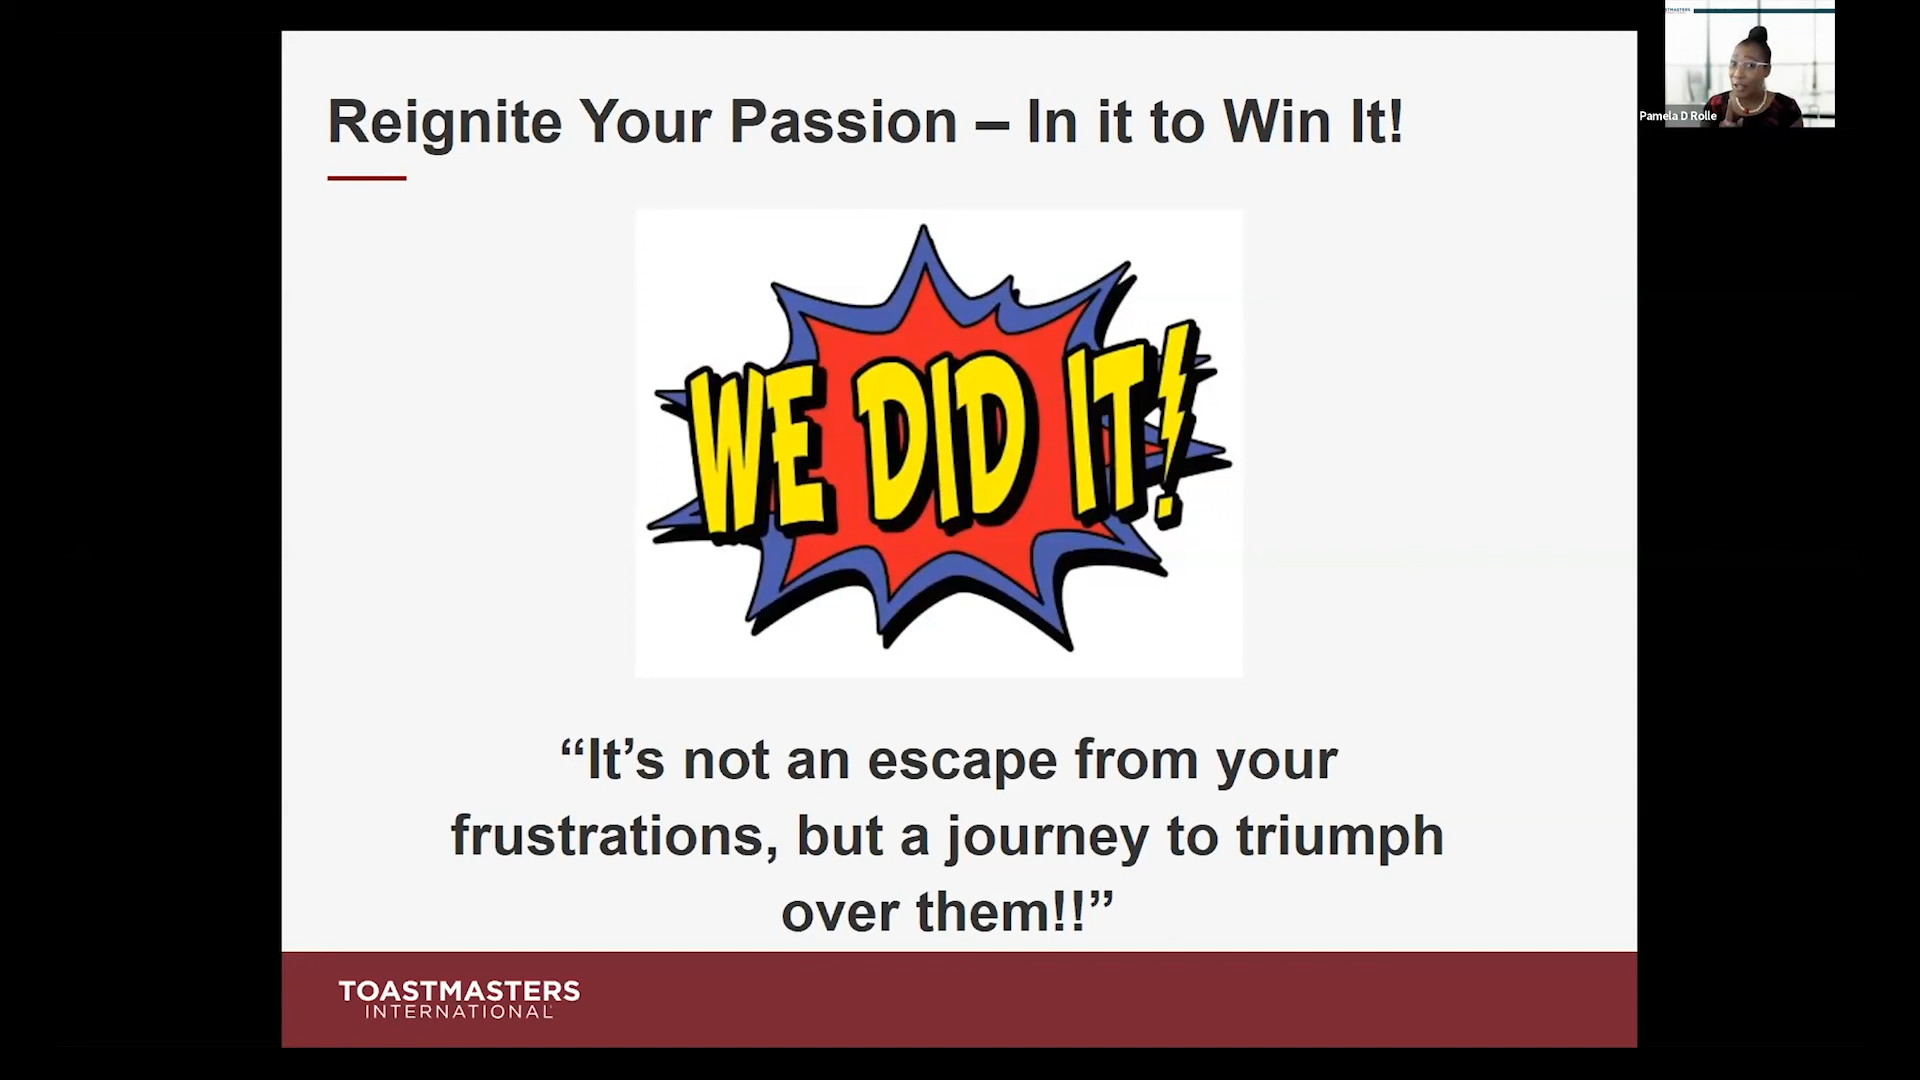 Reignite Your Passion – In it to Win It!
WE DID IT!
“It’s not an escape from your
frustrations, but a journey to triumph
over them!!”
TOASTMASTERS
INTERNATIONAL
Pamela D Rolle